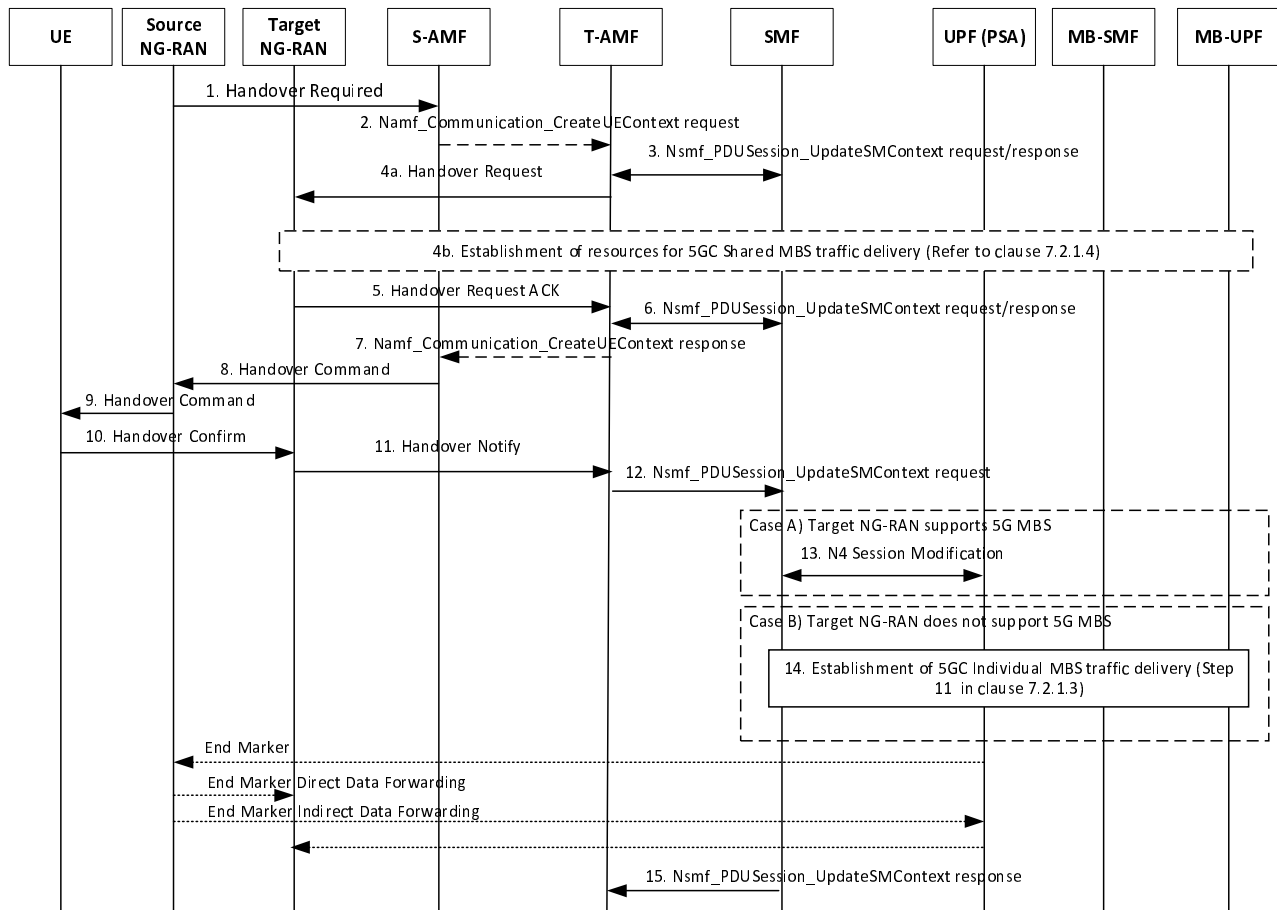 UE
Source
NG-RAN
Target
NG-RAN
S-AMF
T-AMF
SMF
UPF (PSA)
MB-SMF
MB-UPF
1. Handover Required
2. Namf_Communication_CreateUEContext request
3. Nsmf_PDUSession_UpdateSMContext request/response
4a. Handover Request
4b. Establishment of resources for 5GC Shared MBS traffic delivery (Refer to clause 7.2.1.4)
5. Handover Request ACK
6. Nsmf_PDUSession_UpdateSMContext request/response
7. Namf_Communication_CreateUEContext response
8. Handover Command
9. Handover Command
10. Handover Confirm
11. Handover Notify
12. Nsmf_PDUSession_UpdateSMContext request
Case A) Target NG-RAN supports 5G MBS
13. N4 Session Modification
Case B) Target NG-RAN does not support 5G MBS
14. Establishment of 5GC Individual MBS traffic delivery (Step
11 in clause 7.2.1.3)
End Marker
End Marker Direct Data Forwarding
End Marker Indirect Data Forwarding
15. Nsmf_PDUSession_UpdateSMContext response